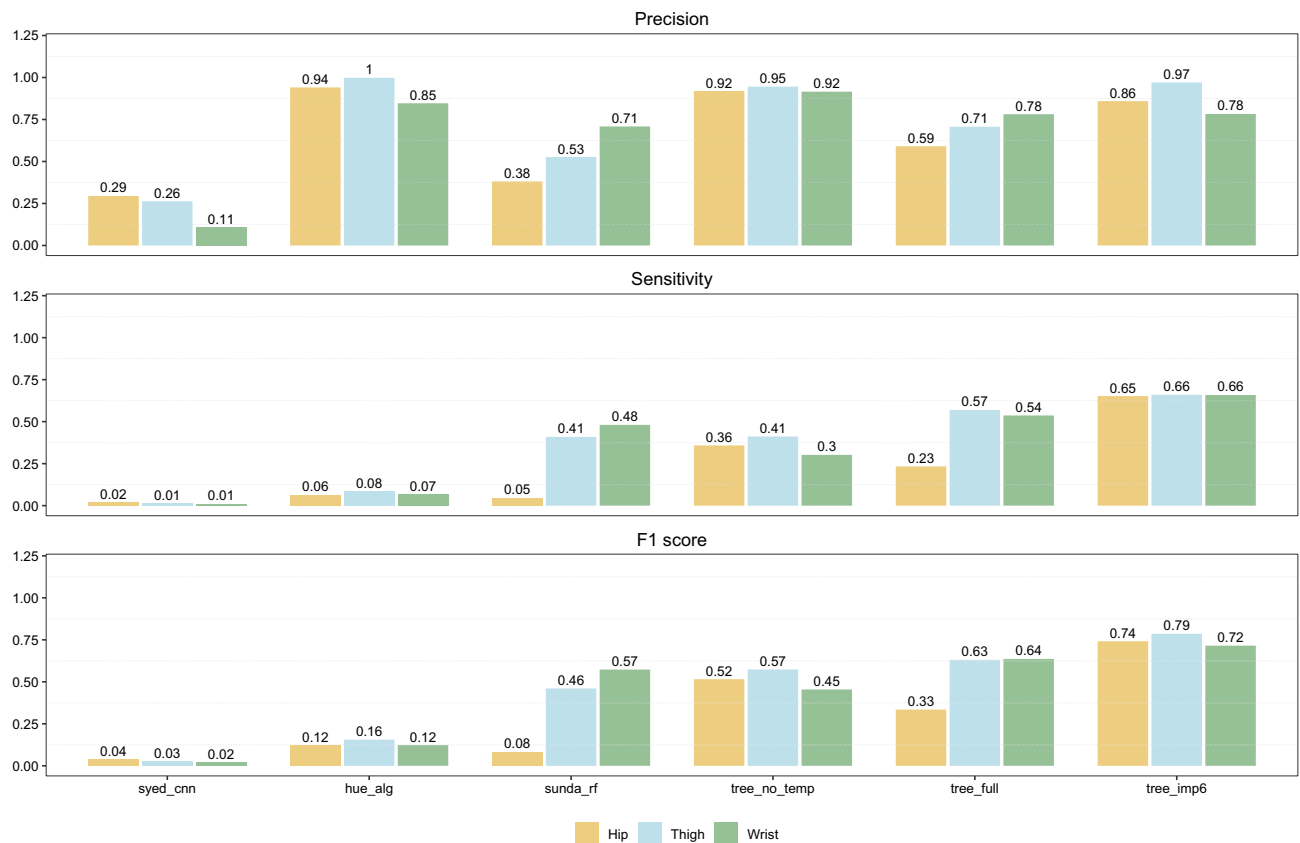 Precision
1.25
1.00
0.75
0.50
0.25
0.00
0.29 0.26 0.11
0.94 1 0.85
0.38 0.53 0.71
0.92 0.95 0.92
0.59 0.71 0.78
0.86 0.97 0.78
Sensitivity
1.25
1.00
0.75
0.50
0.25
0.00
0.02 0.01 0.01
0.06 0.08 0.07
0.05 0.41 0.48
0.36 0.41 0.3
0.23 0.57 0.54
0.65 0.66 0.66
F1 score
1.25
1.00
0.75
0.50
0.25
0.00
0.04 0.03 0.02
0.12 0.16 0.12
0.08 0.46 0.57
0.52 0.57 0.45
0.33 0.63 0.64
0.74 0.79 0.72
syed_cnn hue_alg sunda_rf tree_no_temp tree_full tree_imp6
Hip Thigh Wrist